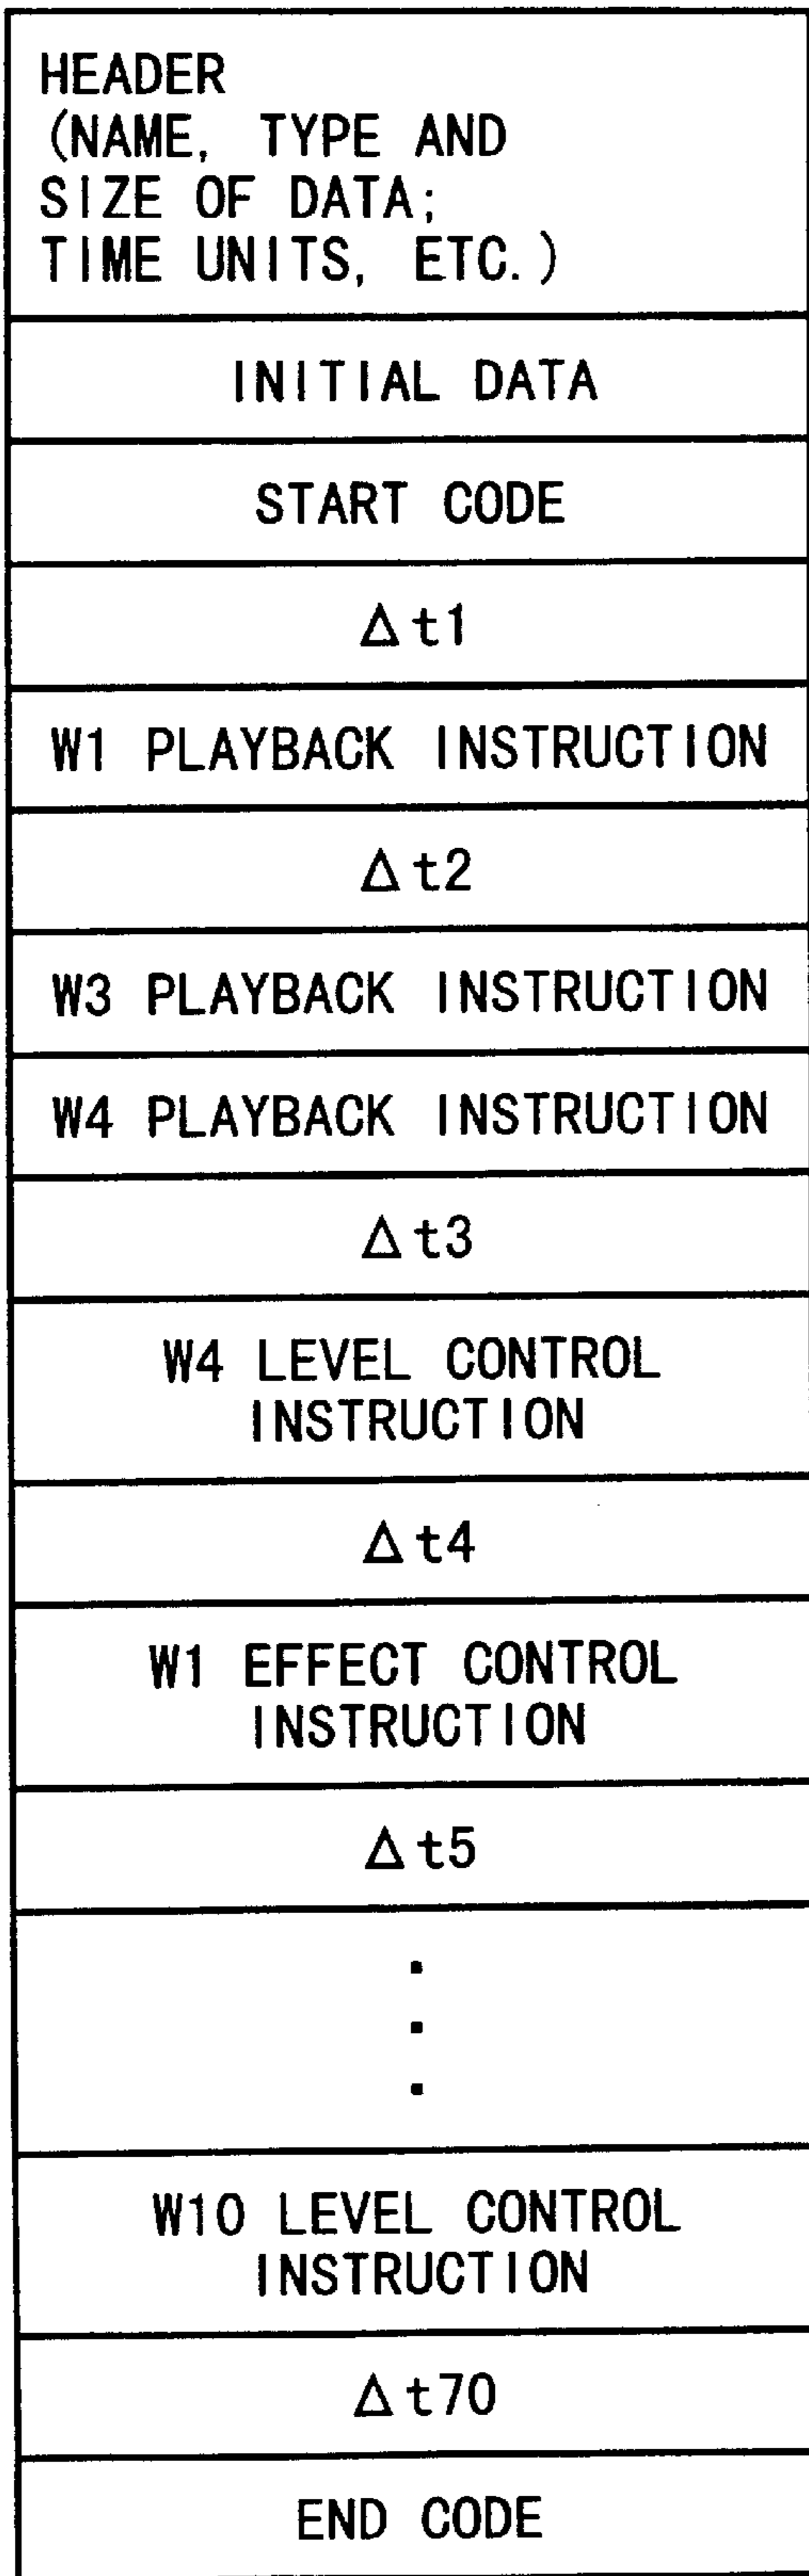 HEADER
(NAME, TYPE AND
SIZE OF DATA;
TIME UNITS, ETC.)
INITIAL DATA
START CODE
Δt1
W1 PLAYBACK INSTRUCTION
Δt2
W3 PLAYBACK INSTRUCTION
W4 PLAYBACK INSTRUCTION
Δt3
W4 LEVEL CONTROL
INSTRUCTION
Δt4
W1 EFFECT CONTROL
INSTRUCTION
Δt5
.
.
.
W10 LEVEL CONTROL
INSTRUCTION
Δt70
END CODE